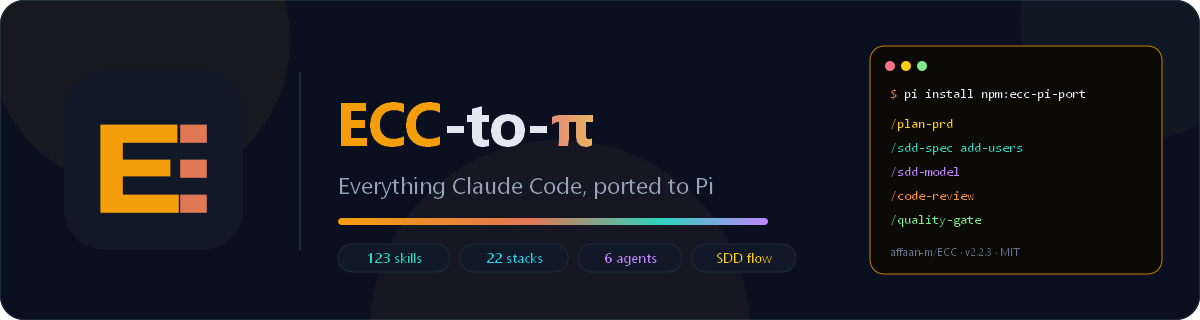 E
ECC-to-π
Everything Claude Code, ported to Pi
123 skills
22 stacks
6 agents
SDD flow
$ pi install npm:ecc-pi-port
/plan-prd
/sdd-spec add-users
/sdd-model
/code-review
/quality-gate
affaan-m/ECC · v2.2.3 · MIT